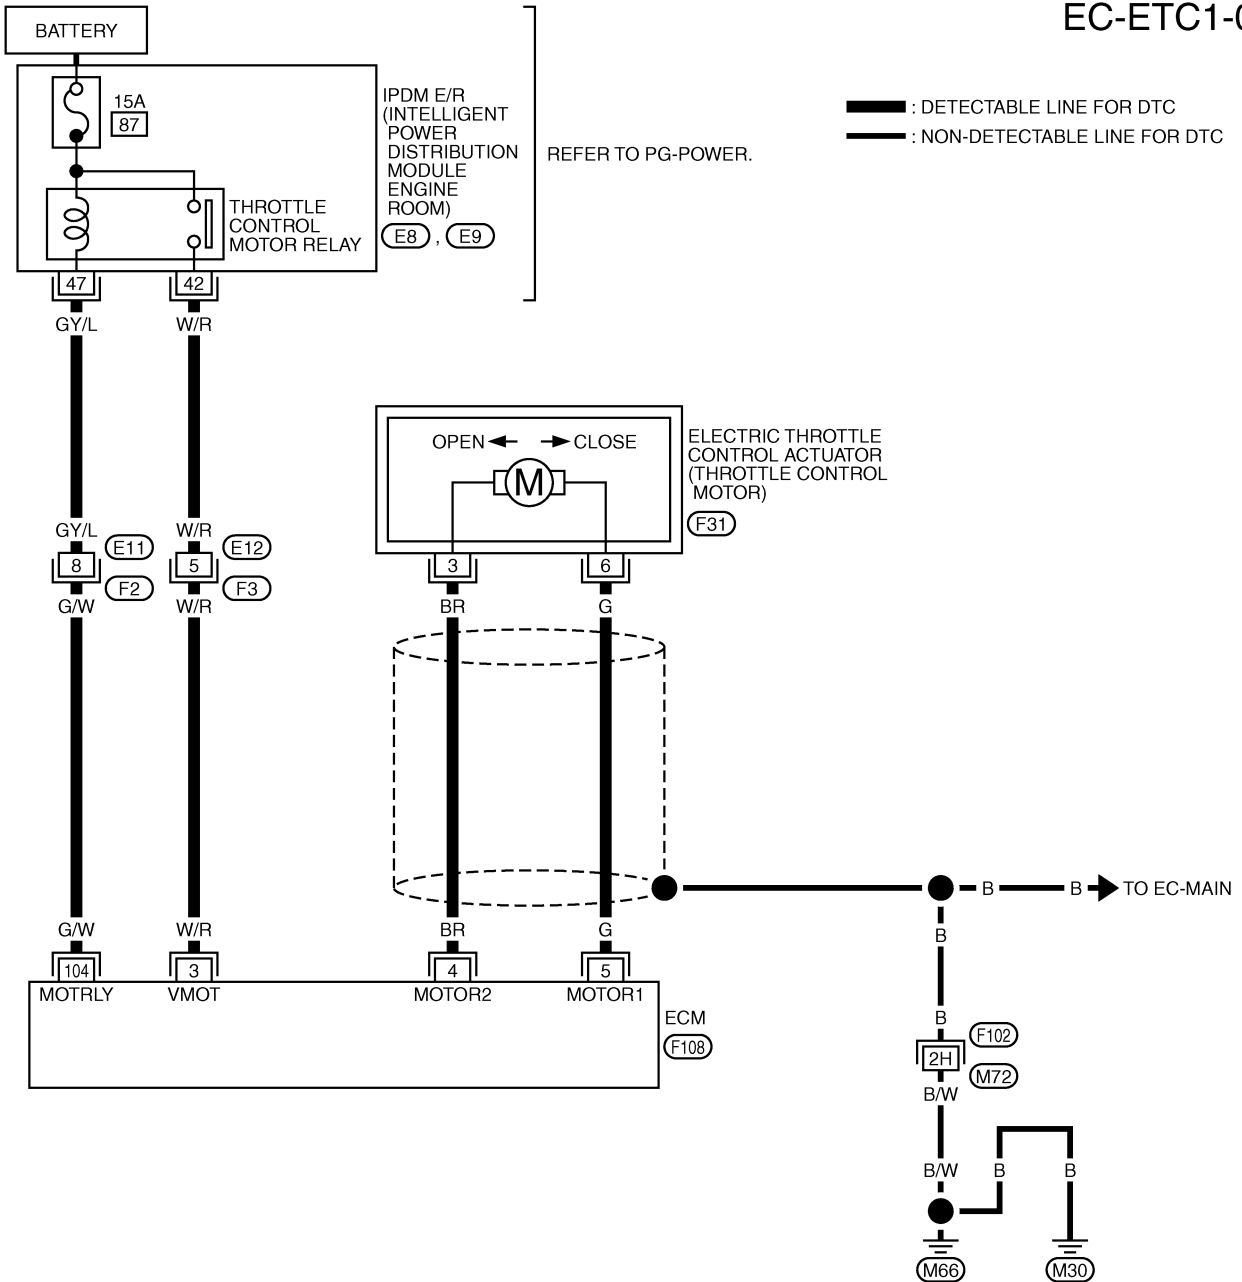 EC-ETC1-0
BATTERY
15A
87
IPDM E/R
(INTELLIGENT
POWER
DISTRIBUTION
MODULE
ENGINE
ROOM)
E8 , E9
REFER TO PG-POWER.
: DETECTABLE LINE FOR DTC
: NON-DETECTABLE LINE FOR DTC
THROTTLE
CONTROL
MOTOR RELAY
47 42
GY/L W/R
OPEN CLOSE
M
ELECTRIC THROTTLE
CONTROL ACTUATOR
(THROTTLE CONTROL
MOTOR)
F31
GY/L W/R
E11 E12
8 5 3 6
F2 F3
G/W W/R BR G
B B TO EC-MAIN
G/W W/R BR G
B
104 3 4 5
MOTRLY VMOT MOTOR2 MOTOR1
ECM
F108
B
F102
2H
M72
B/W
B/W B B
M66 M30